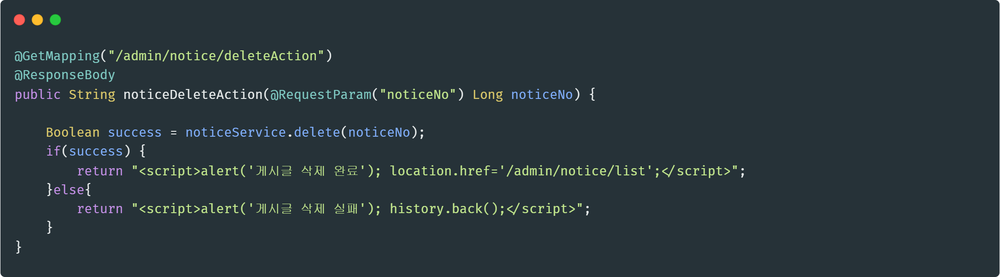 @GetMapping("/admin/notice/deleteAction")
@ResponseBody
public String noticeDeleteAction(@RequestParam("noticeNo") Long noticeNo) {
    Boolean success = noticeService.delete(noticeNo);
    if(success) {
        return "<script>alert('게시글 삭제 완료'); location.href='/admin/notice/list';</script>";
    }else{
        return "<script>alert('게시글 삭제 실패'); history.back();</script>";
    }
}